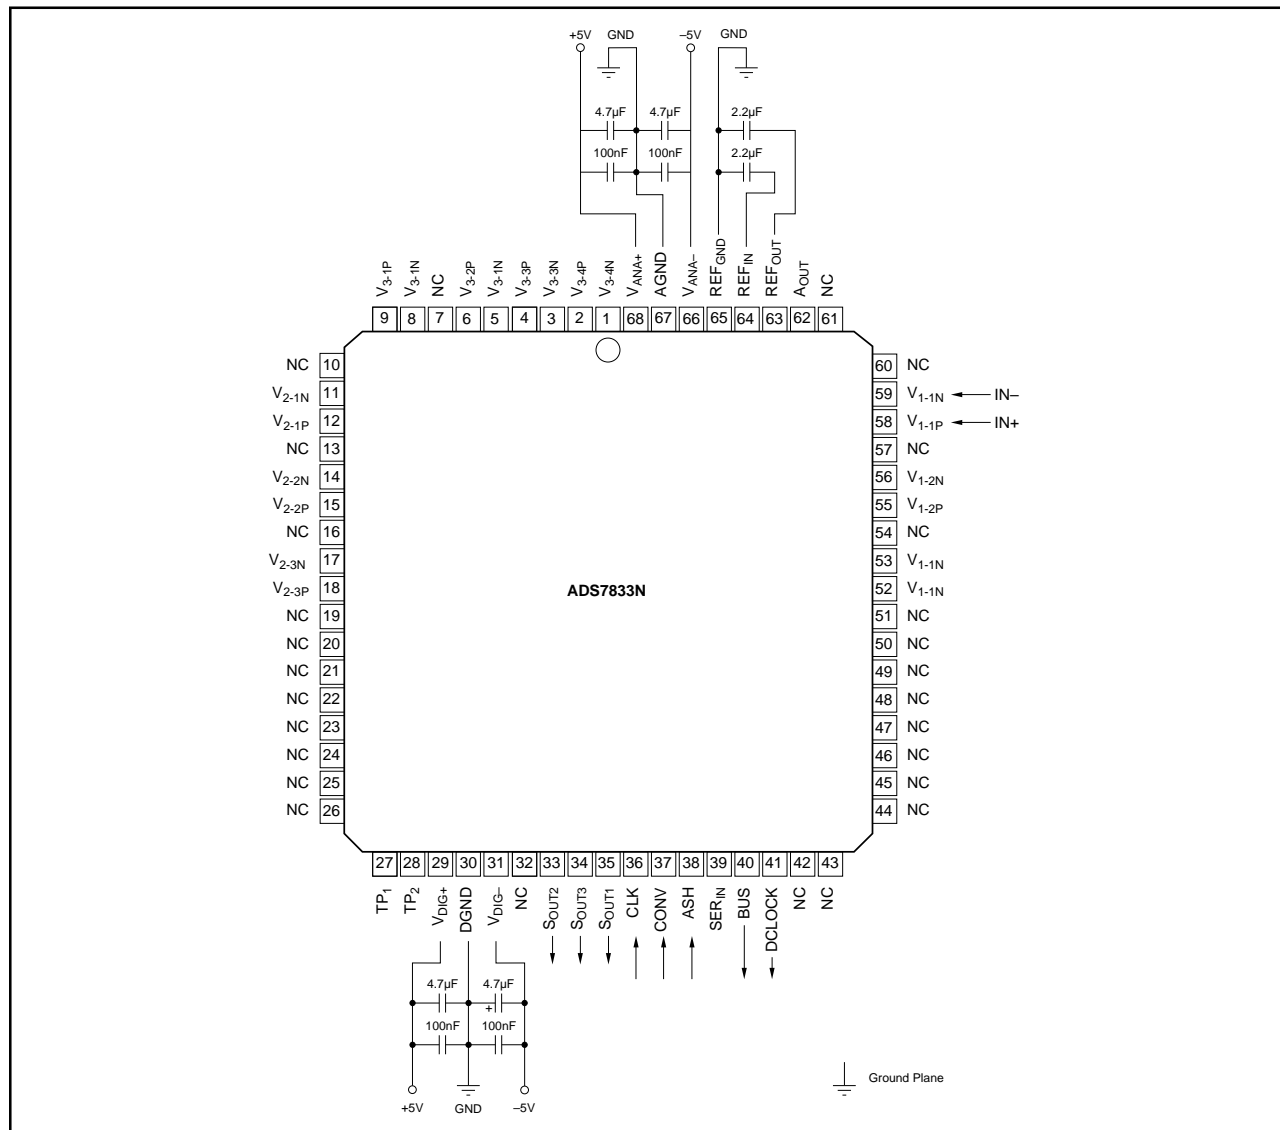 +5V GND –5V GND
4.7µF 4.7µF 2.2µF
100nF 100nF 2.2µF
V3-1P V3-1N NC V3-2P V3-1N V3-3P V3-3N V3-4P V3-4N VANA+ AGND VANA– REFGND REFIN REFOUT AOUT NC
9 8 7 6 5 4 3 2 1 68 67 66 65 64 63 62 61
NC 10 60 NC
V2-1N 11 59 V1-1N IN–
V2-1P 12 58 V1-1P IN+
NC 13 57 NC
V2-2N 14 56 V1-2N
V2-2P 15 55 V1-2P
NC 16 54 NC
V2-3N 17 53 V1-1N
V2-3P 18 52 V1-1N
ADS7833N
NC 19 51 NC
NC 20 50 NC
NC 21 49 NC
NC 22 48 NC
NC 23 47 NC
NC 24 46 NC
NC 25 45 NC
NC 26 44 NC
27 28 29 30 31 32 33 34 35 36 37 38 39 40 41 42 43
TP1 TP2 VDIG+ DGND VDIG– NC SOUT2 SOUT3 SOUT1 CLK CONV ASH SERIN BUS DCLOCK NC NC
4.7µF 4.7µF
+
100nF 100nF
+5V GND –5V
Ground Plane